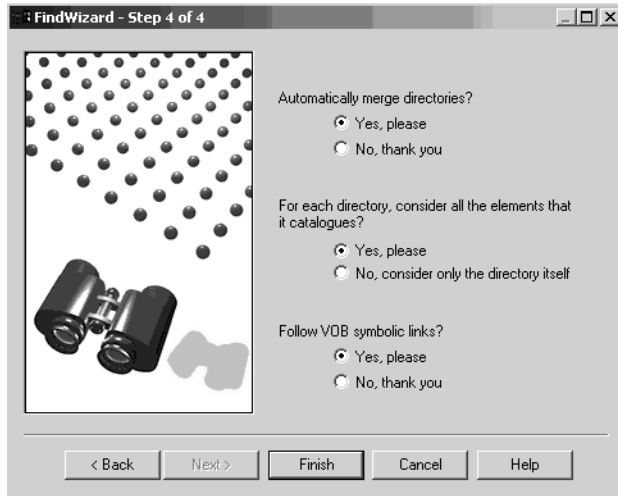 FindWizard - Step 4 of 4
Automatically merge directories?
Yes, please
No, thank you
For each directory, consider all the elements that
it catalogues?
Yes, please
No, consider only the directory itself
Follow VOB symbolic links?
Yes, please
No, thank you
< Back Next > Finish Cancel Help